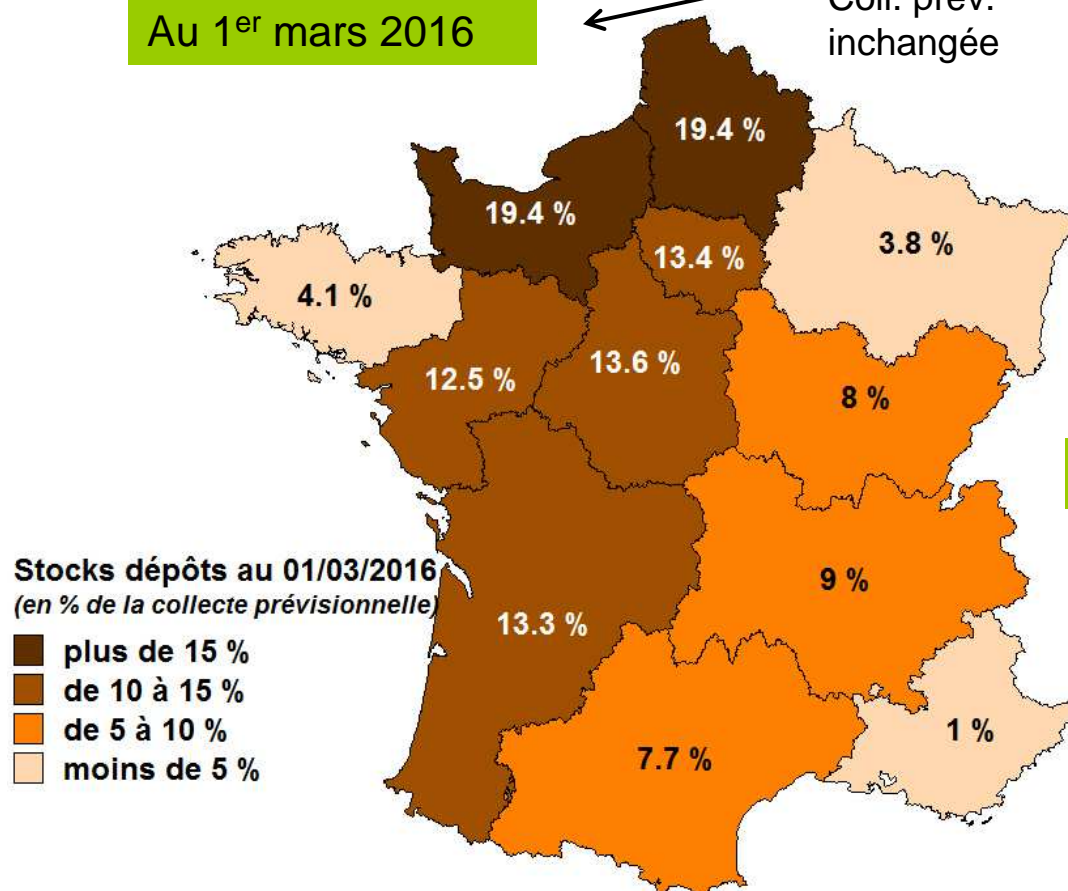 Au 1er mars 2016
Coll. prév.
inchangée
19.4 %
19.4 %
13.4 %
3.8 %
4.1 %
12.5 %
13.6 %
8 %
9 %
13.3 %
7.7 %
1 %
Stocks dépôts au 01/03/2016
(en % de la collecte prévisionnelle)
plus de 15 %
de 10 à 15 %
de 5 à 10 %
moins de 5 %